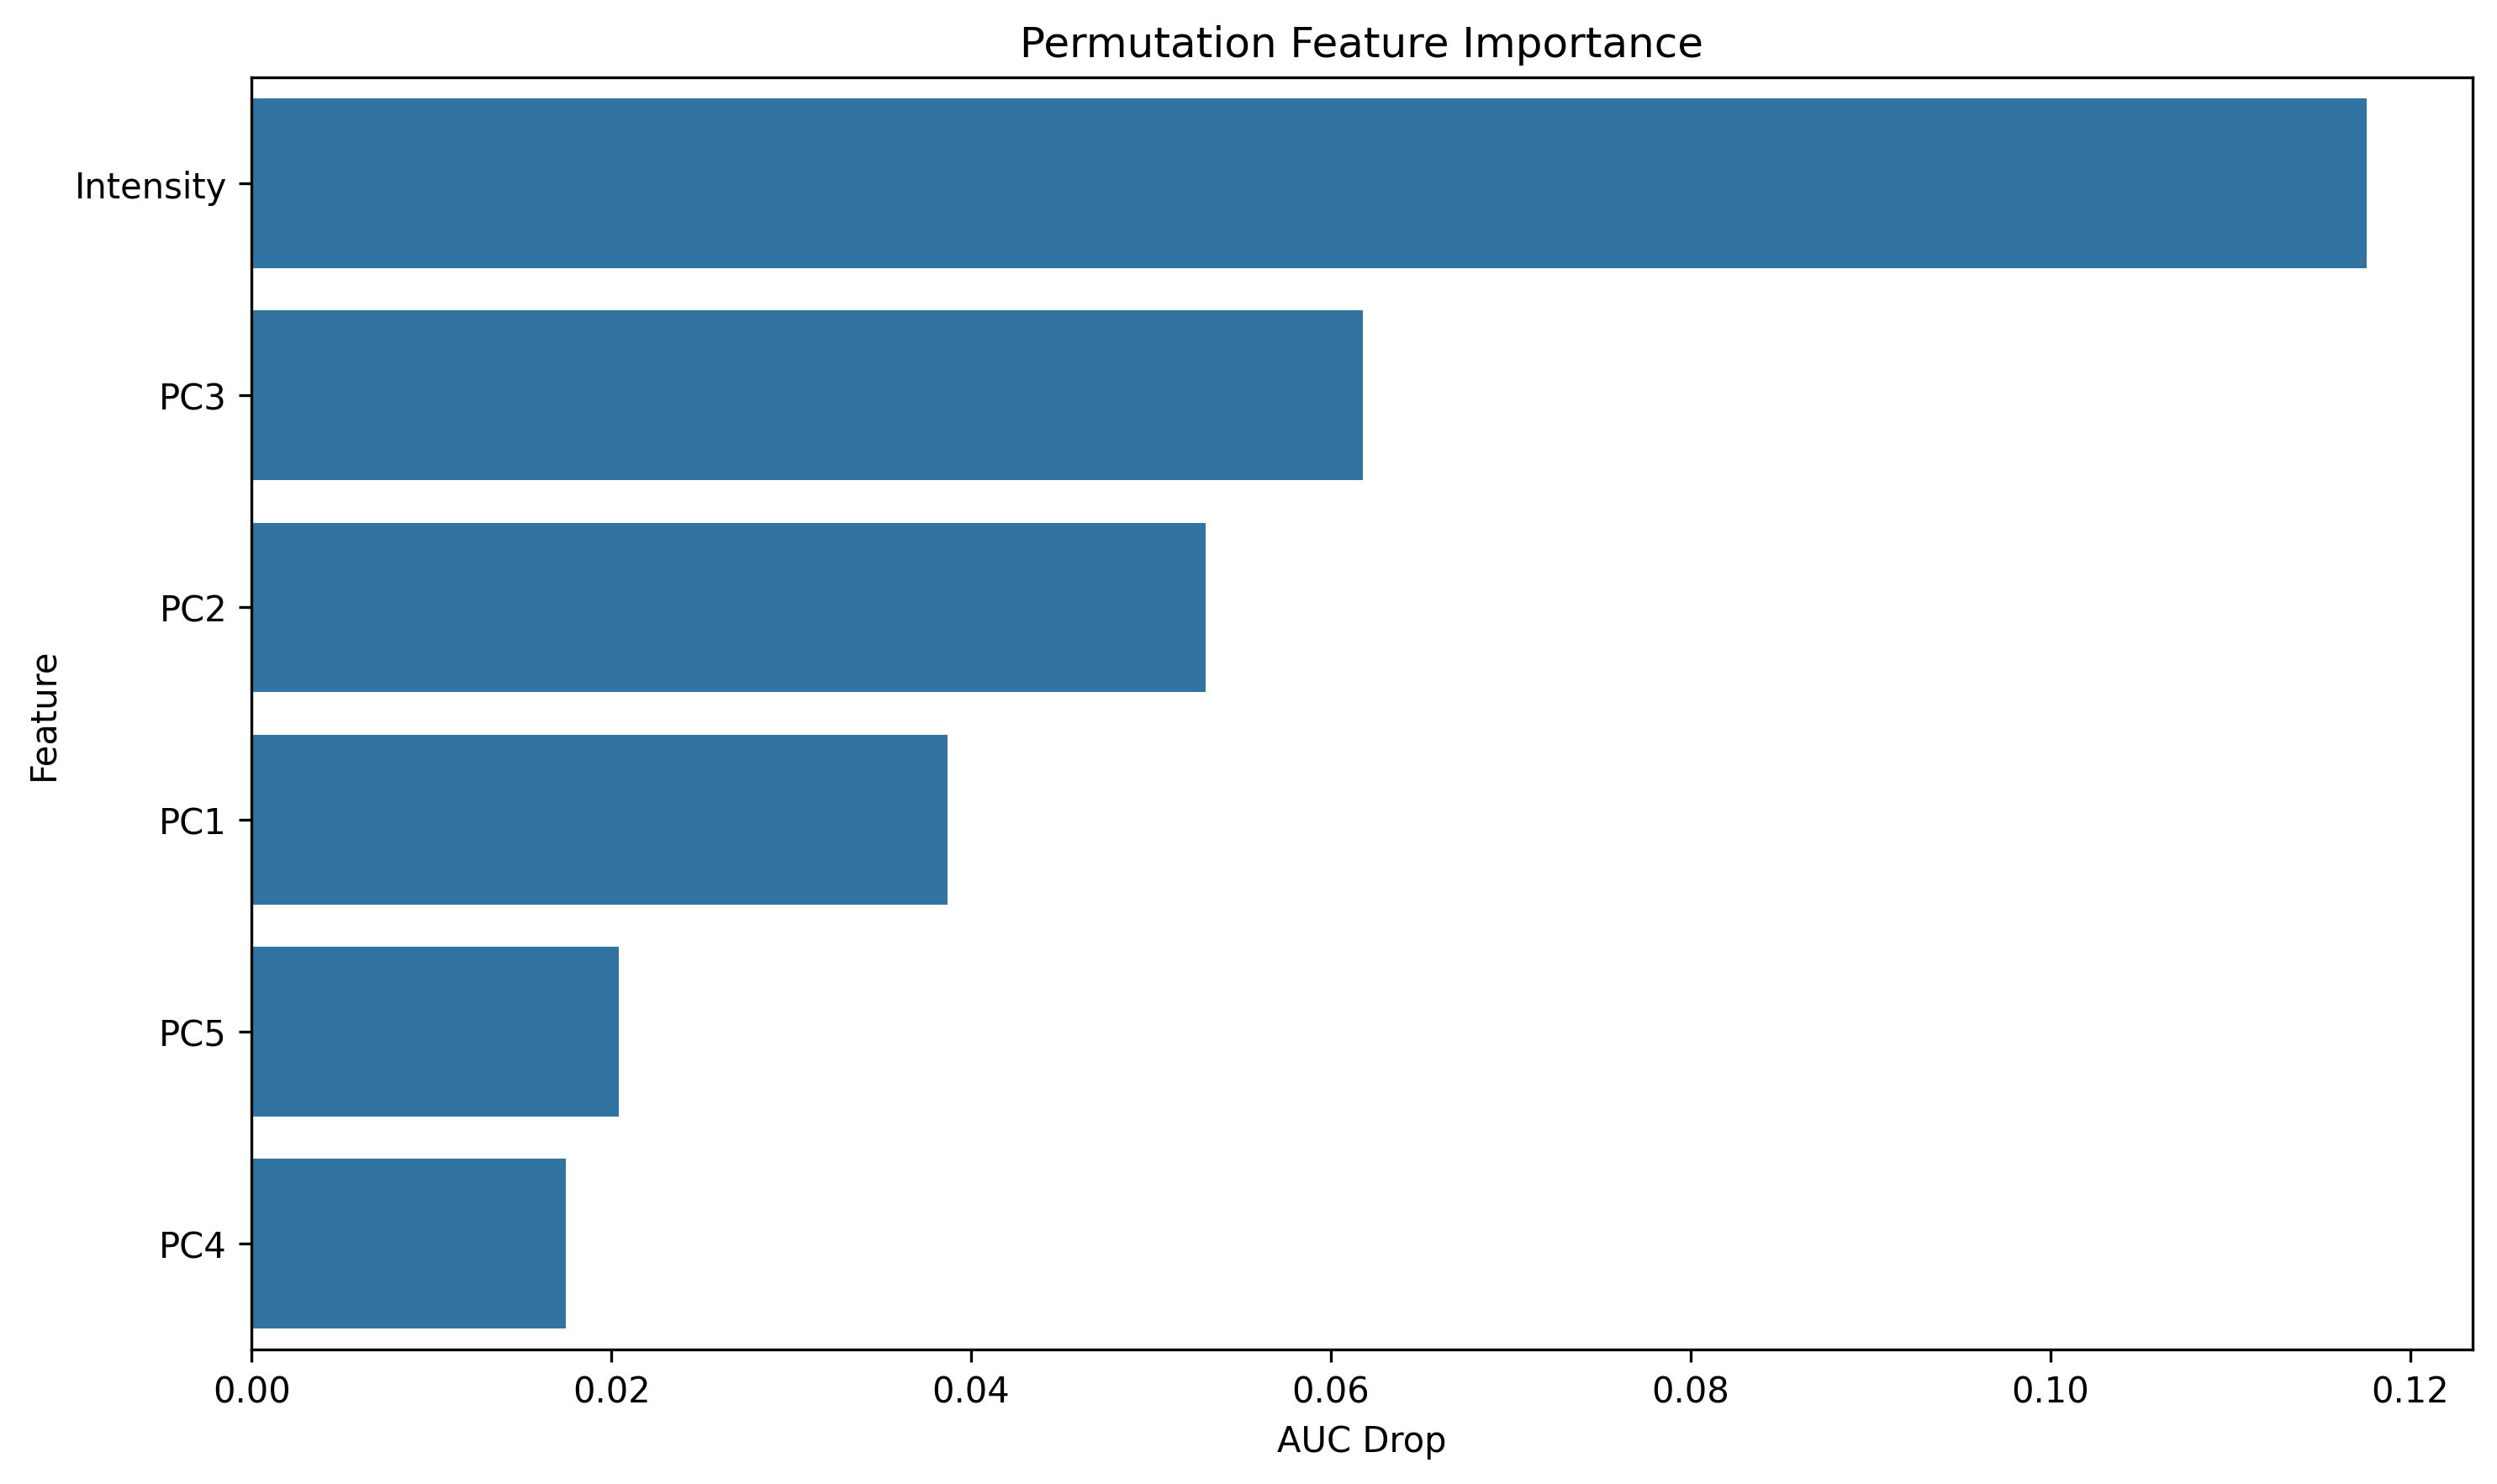 Permutation Feature Importance
Feature
Intensity
PC3
PC2
PC1
PC5
PC4
0.00 0.02 0.04 0.06 0.08 0.10 0.12
AUC Drop